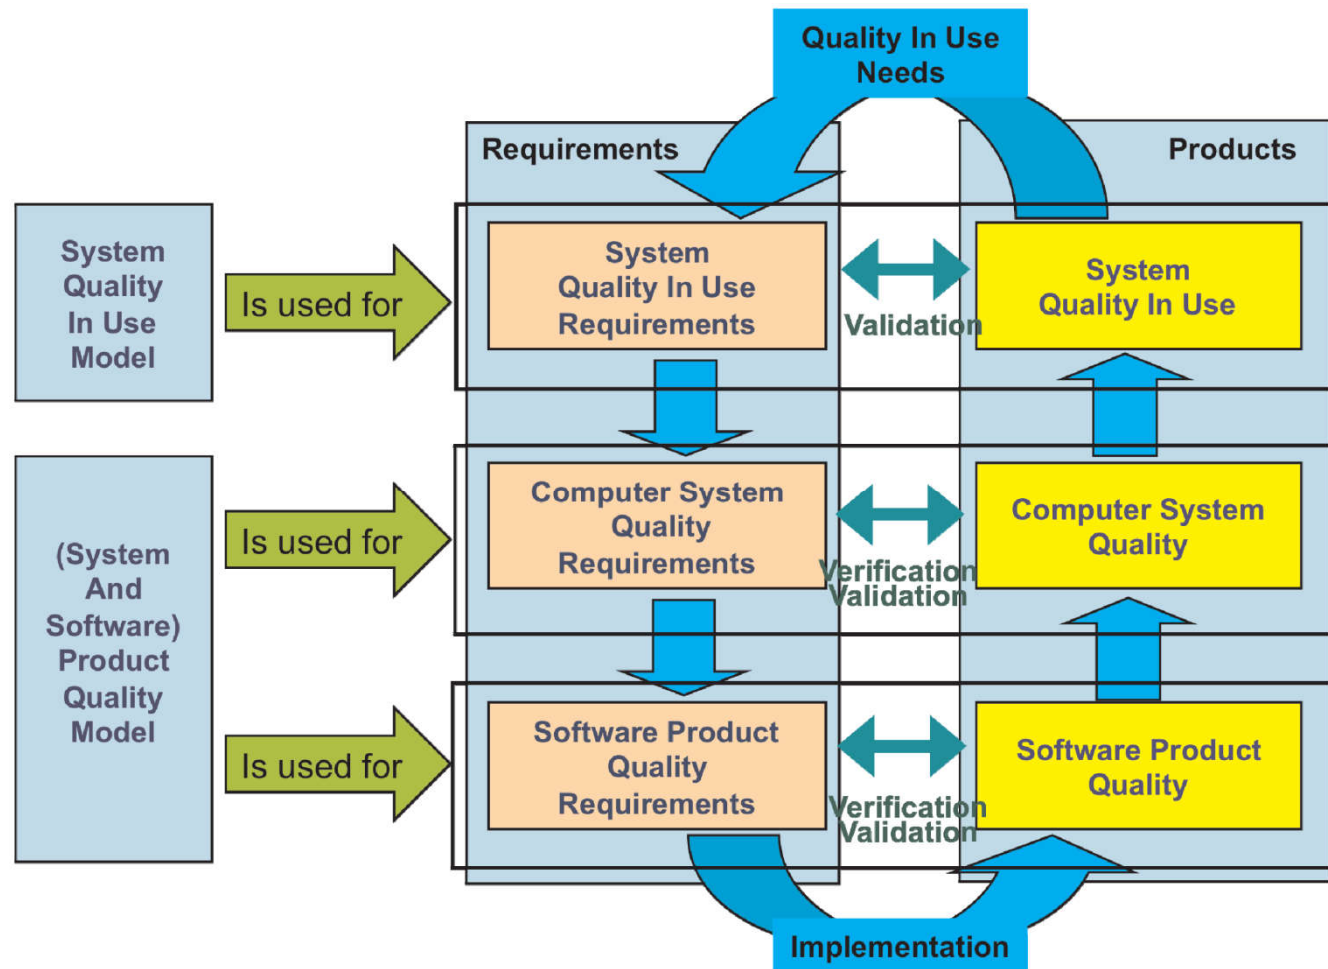 Quality In Use
Needs
Requirements
Products
System
Quality
In Use
Model
Is used for
System
Quality In Use
Requirements
Validation
System
Quality In Use
(System
And
Software)
Product
Quality
Model
Is used for
Computer System
Quality
Requirements
Verification
Validation
Computer System
Quality
Is used for
Software Product
Quality
Requirements
Verification
Validation
Software Product
Quality
Implementation